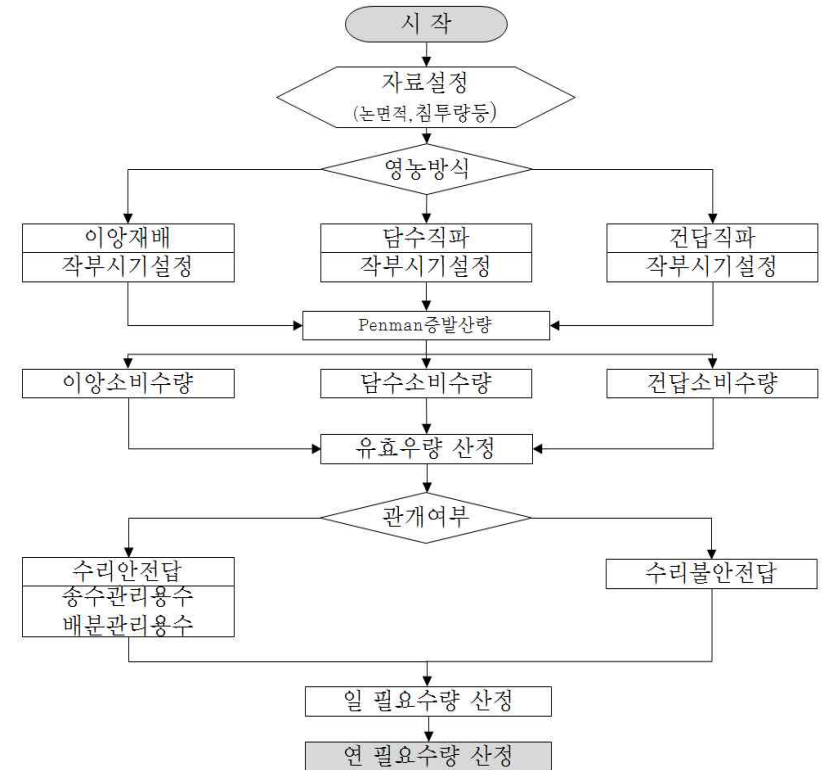 시 작
자료설정
(논면적,침투량등)
영농방식
이앙재배
작부시기설정
담수직파
작부시기설정
건답직파
작부시기설정
Penman증발산량
이앙소비수량
담수소비수량
건답소비수량
유효우량 산정
관개여부
수리안전답
송수관리용수
배분관리용수
수리불안전답
일 필요수량 산정
연 필요수량 산정